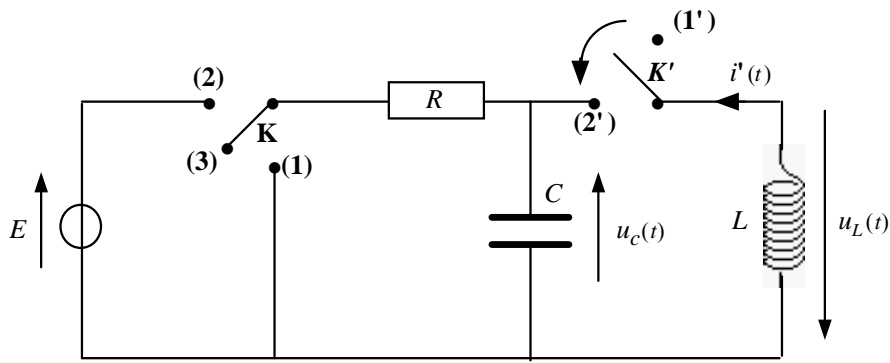 (1')
(2)
K'
i'(t)
R
K
(2')
(3)
(1)
C
E
u_c(t)
L
u_L(t)